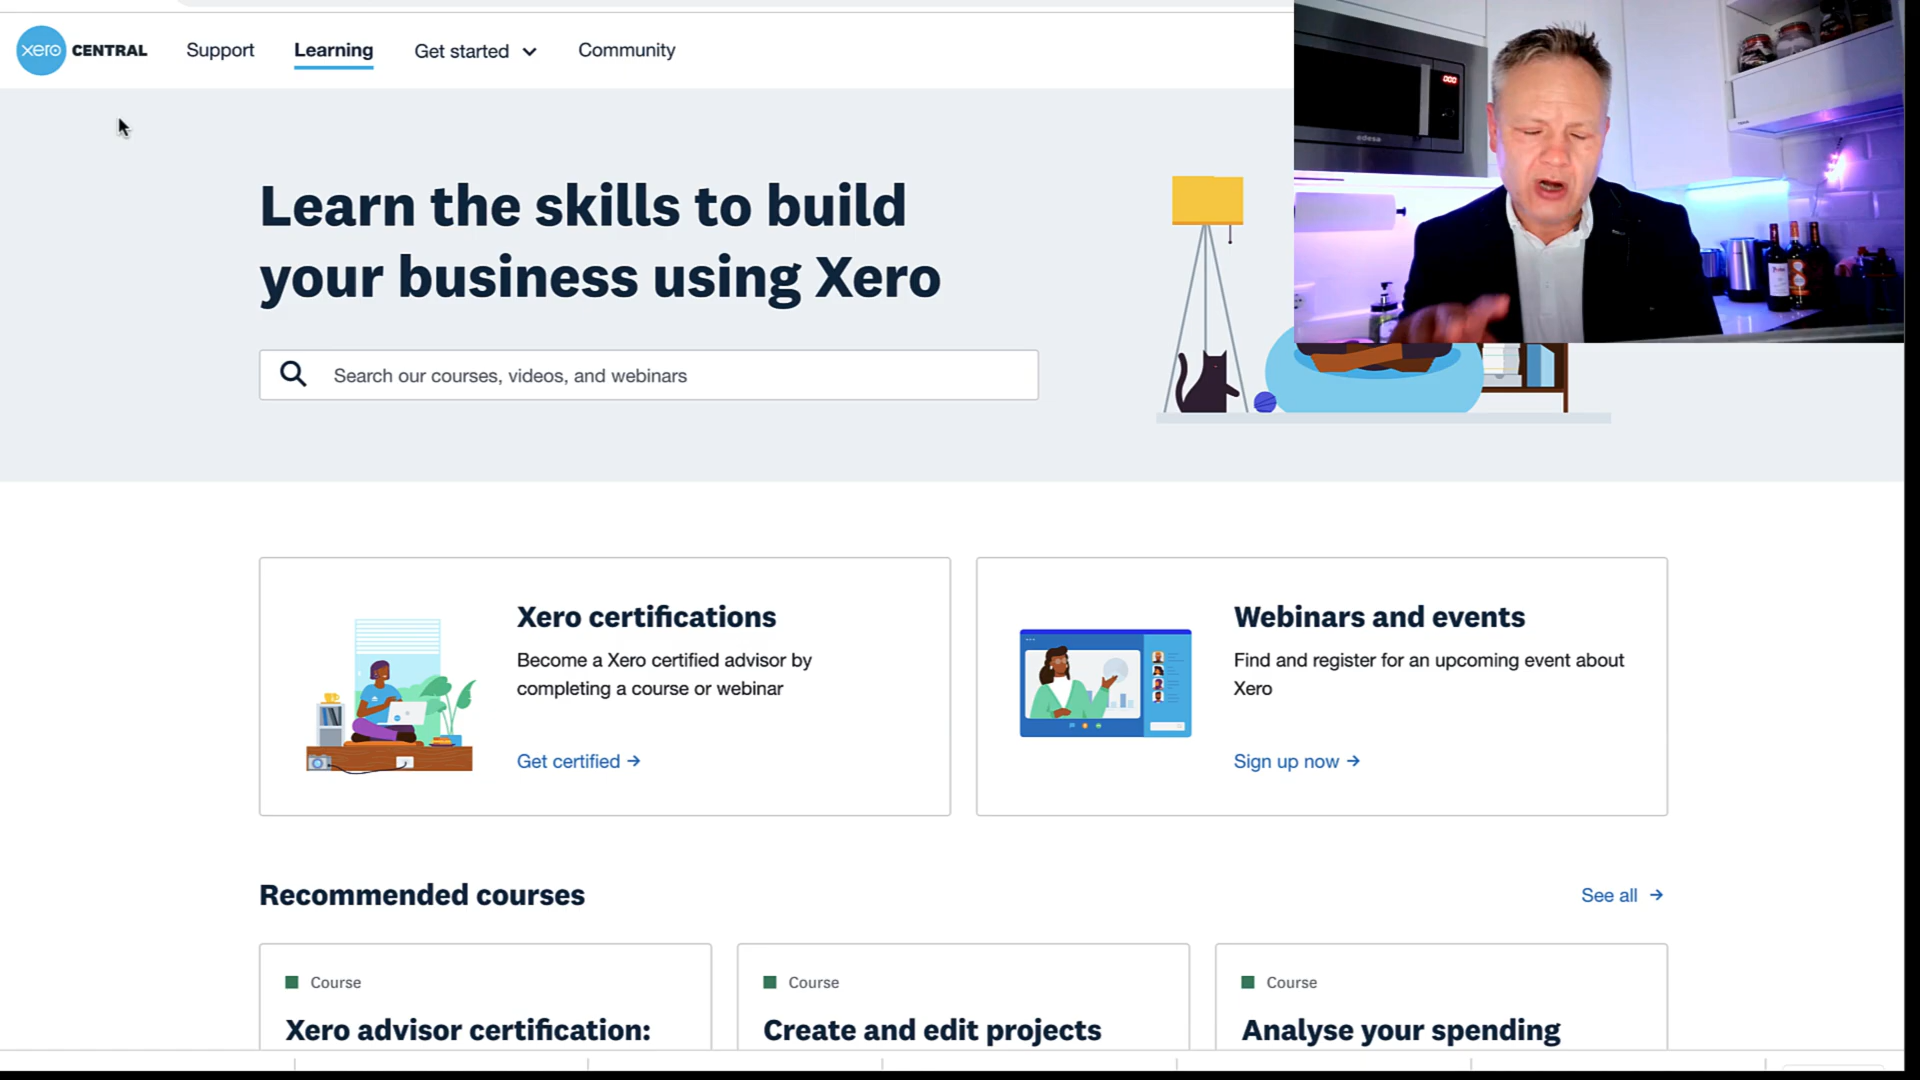 xero CENTRAL Support Learning Get started Community
Learn the skills to build
your business using Xero
Search our courses, videos, and webinars
edesa
Xero certifications
Become a Xero certified advisor by
completing a course or webinar
Get certified →
Webinars and events
Find and register for an upcoming event about
Xero
Sign up now →
Recommended courses
See all →
Course
Xero advisor certification:
Course
Create and edit projects
Course
Analyse your spending